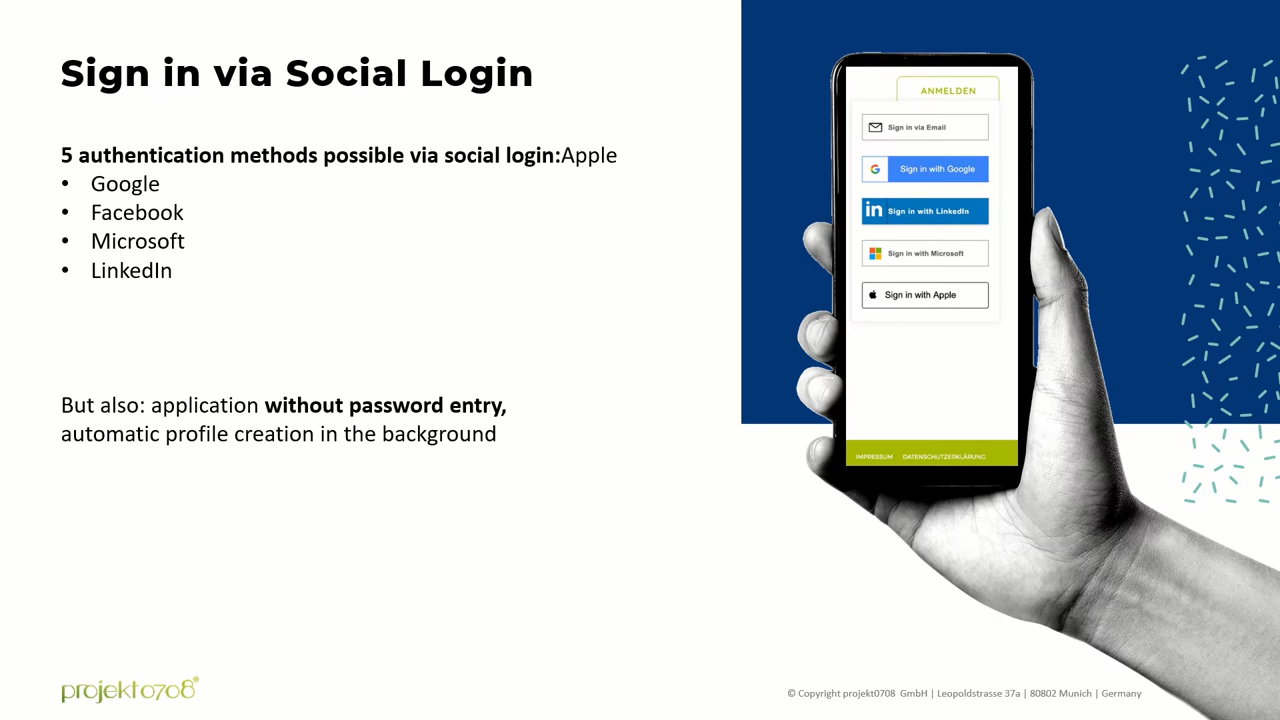 Sign in via Social Login
5 authentication methods possible via social login:Apple
• Google
• Facebook
• Microsoft
• LinkedIn
But also: application without password entry,
automatic profile creation in the background
ANMELDEN
Sign in via Email
Sign in with Google
in Sign in with LinkedIn
Sign in with Microsoft
Sign in with Apple
IMPRESSUM DATENSCHUTZERKLÄRUNG
projekt0708®
© Copyright projekt0708 GmbH | Leopoldstrasse 37a | 80802 Munich | Germany